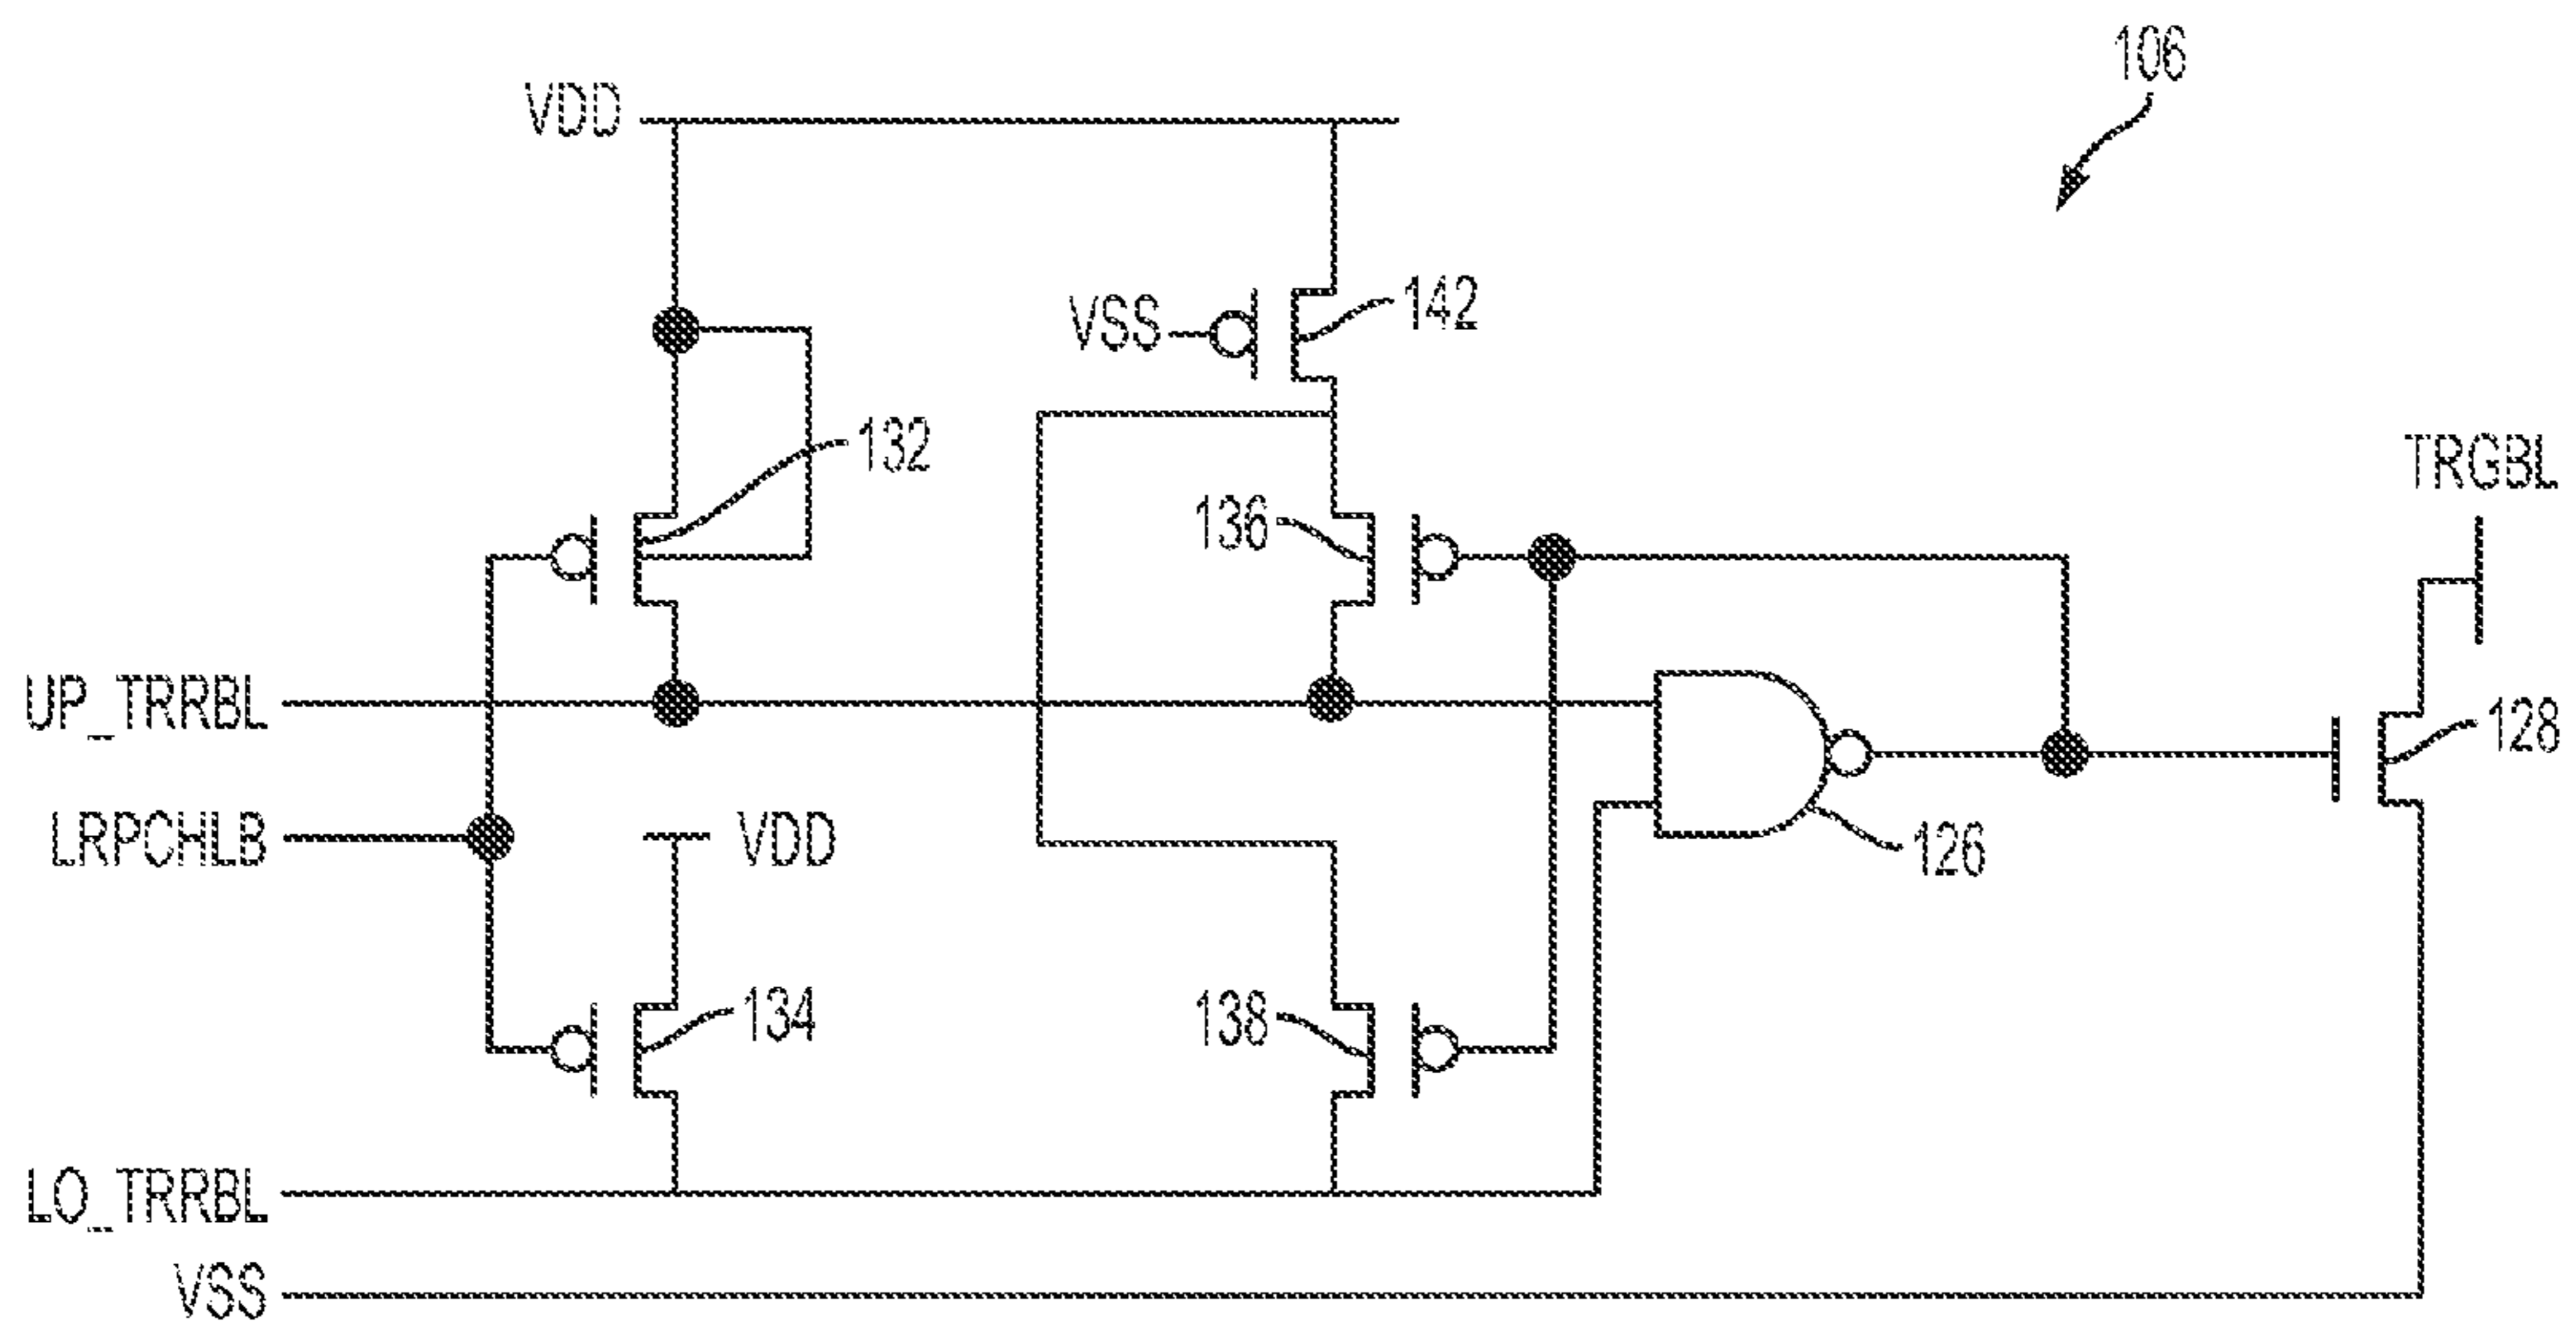 106
VDD
VSS
142
132
TRGBL
136
UP_TRRBL
128
LRPCHLB
VDD
126
134
138
LO_TRRBL
VSS